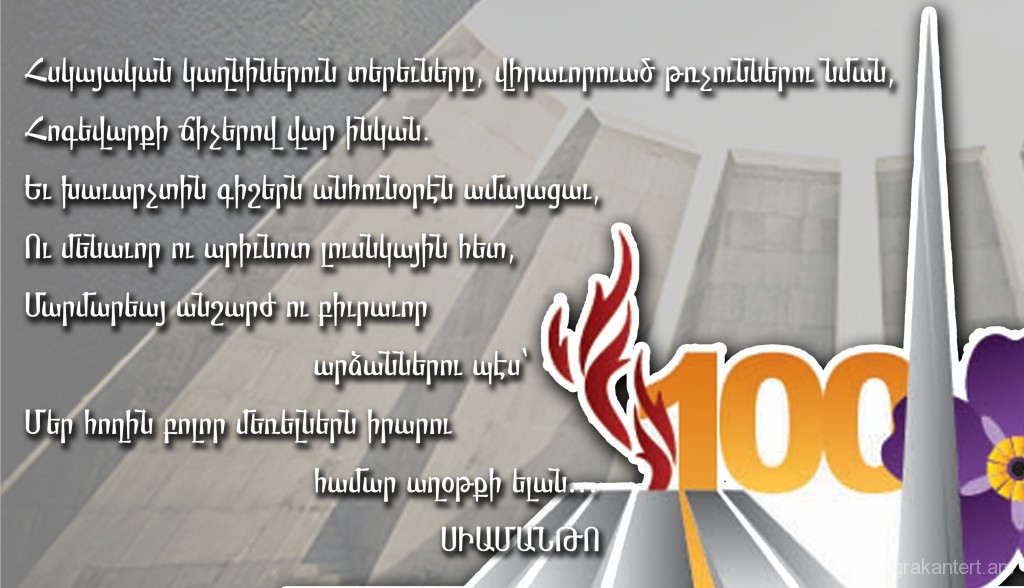 Հսկայական կաղնիներուն տերեւները, վիրաւորուած թռչուններու նման,
Հոգեվարքի ճիչերով վար ինկան.
Եւ խաւարչտին գիշերն անհունօրէն ամայացաւ,
Ու մենաւոր ու արիւնոտ լուսնկային հետ,
Մարմարեայ անշարժ ու բիւրաւոր
արձաններու պէս՝
Մեր հողին բոլոր մեռելներն իրարու
համար աղօթքի ելան...
ՍԻԱՄԱՆԹՕ
100
grakantert.am